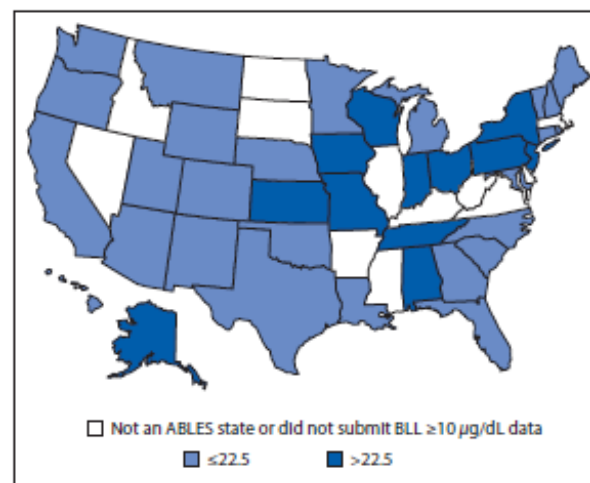 Not an ABLES state or did not submit BLL ≥10 µg/dL data
≤22.5 >22.5